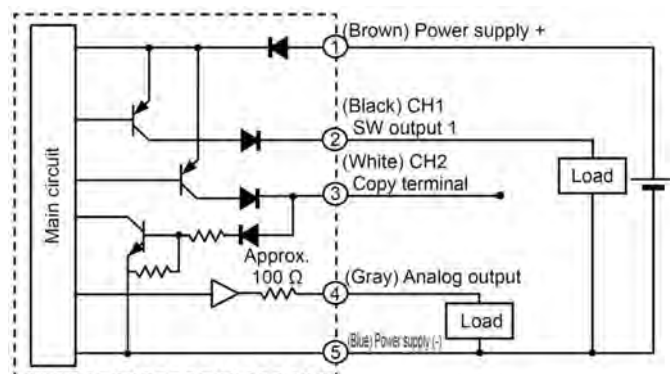 Main circuit
1 (Brown) Power supply +
(Black) CH1
2 SW output 1
(White) CH2
3 Copy terminal
Load
Approx.
100 Ω
4 (Gray) Analog output
Load
5 (Blue) Power supply (-)